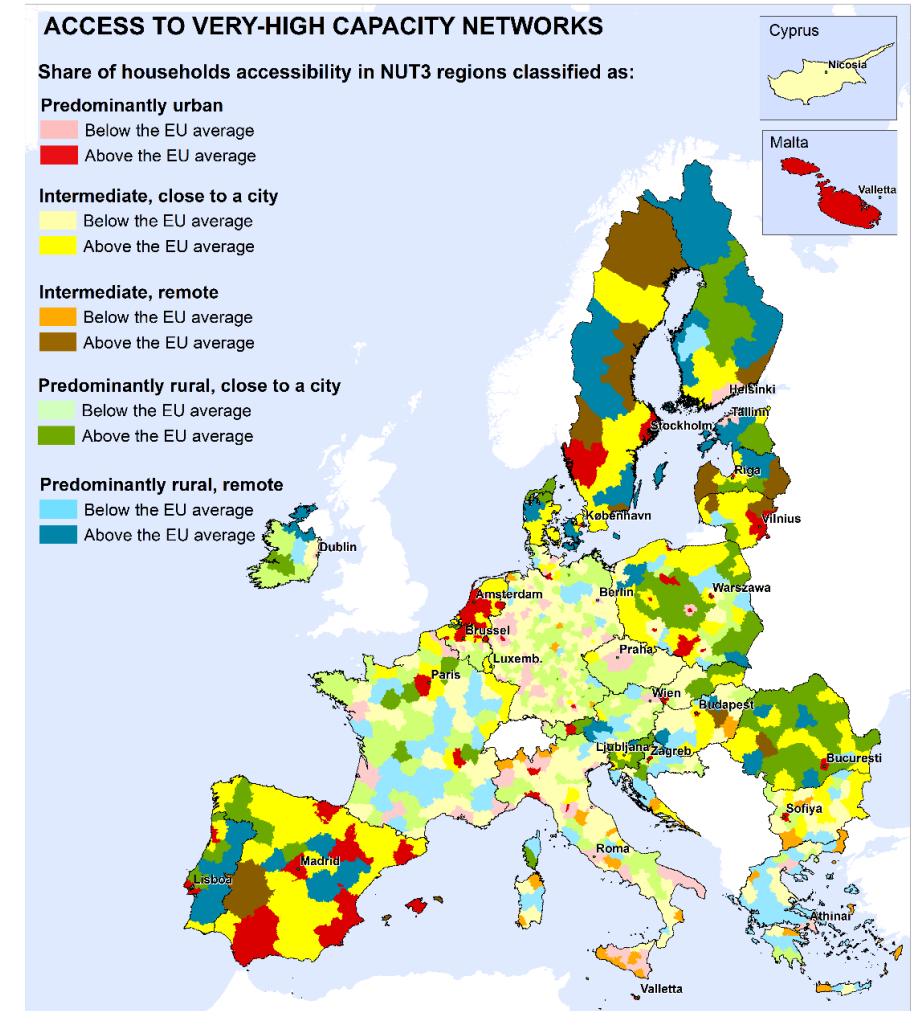 ACCESS TO VERY-HIGH CAPACITY NETWORKS
Share of households accessibility in NUT3 regions classified as:
Predominantly urban
Below the EU average
Above the EU average
Intermediate, close to a city
Below the EU average
Above the EU average
Intermediate, remote
Below the EU average
Above the EU average
Predominantly rural, close to a city
Below the EU average
Above the EU average
Predominantly rural, remote
Below the EU average
Above the EU average
Cyprus
Nicosia
Malta
Valletta
Helsinki
Tallinn
Stockholm
Riga
København
Vilnius
Dublin
Amsterdam
Berlin
Warszawa
Brussel
Praha
Luxemb.
Paris
Wien
Budapest
Ljubljana
Zagreb
Bucuresti
Sofiya
Roma
Madrid
Lisboa
Athinai
Valletta